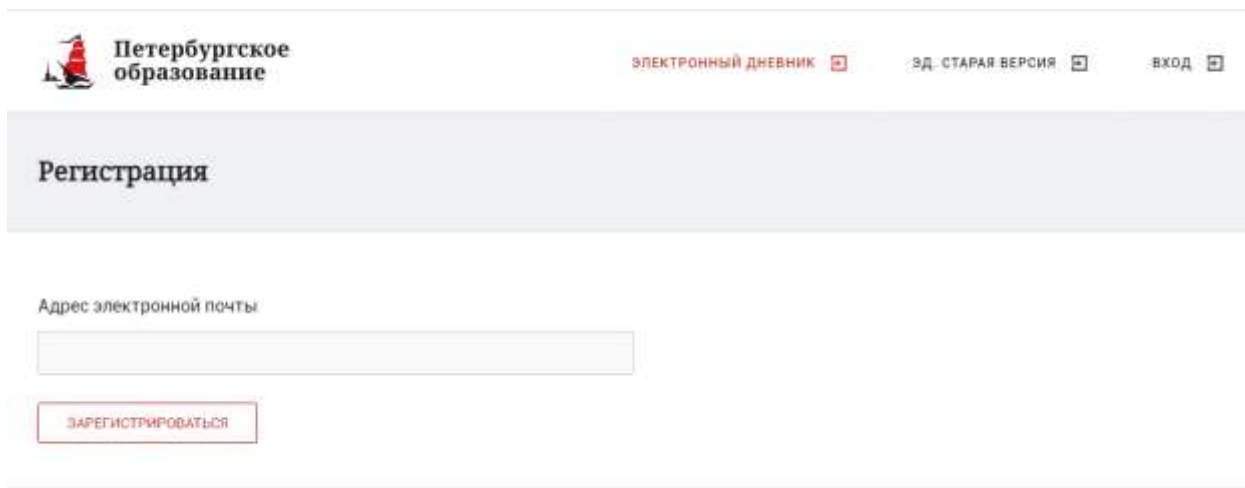 Петербургское
образование
ЭЛЕКТРОННЫЙ ДНЕВНИК
ЭД. СТАРАЯ ВЕРСИЯ
ВХОД
Регистрация
Адрес электронной почты
ЗАРЕГИСТРИРОВАТЬСЯ